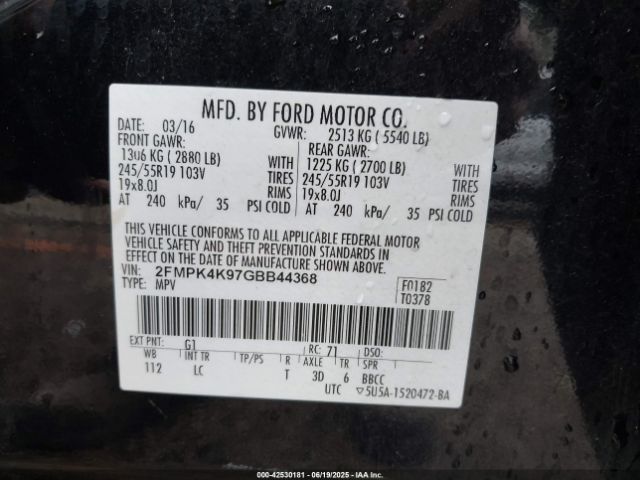 MFD. BY FORD MOTOR CO.
DATE: 03/16 GVWR: 2513 KG ( 5540 LB)
FRONT GAWR: REAR GAWR:
1306 KG ( 2880 LB) WITH 1225 KG ( 2700 LB) WITH
245/55R19 103V TIRES 245/55R19 103V TIRES
19x8.0J RIMS 19x8.0J RIMS
AT 240 kPa/ 35 PSI COLD AT 240 kPa/ 35 PSI COLD
THIS VEHICLE CONFORMS TO ALL APPLICABLE FEDERAL MOTOR
VEHICLE SAFETY AND THEFT PREVENTION STANDARDS IN
EFFECT ON THE DATE OF MANUFACTURE SHOWN ABOVE.
VIN: 2FMPK4K97GBB44368 F0182
TYPE: MPV T0378
EXT PNT: G1 RC: 71 DSO:
WB INT TR TP/PS R AXLE TR SPR
112 LC T 3D 6 BBCC
UTC ▽5U5A-1520472-BA
000-42530181 - 06/19/2025 - IAA Inc.